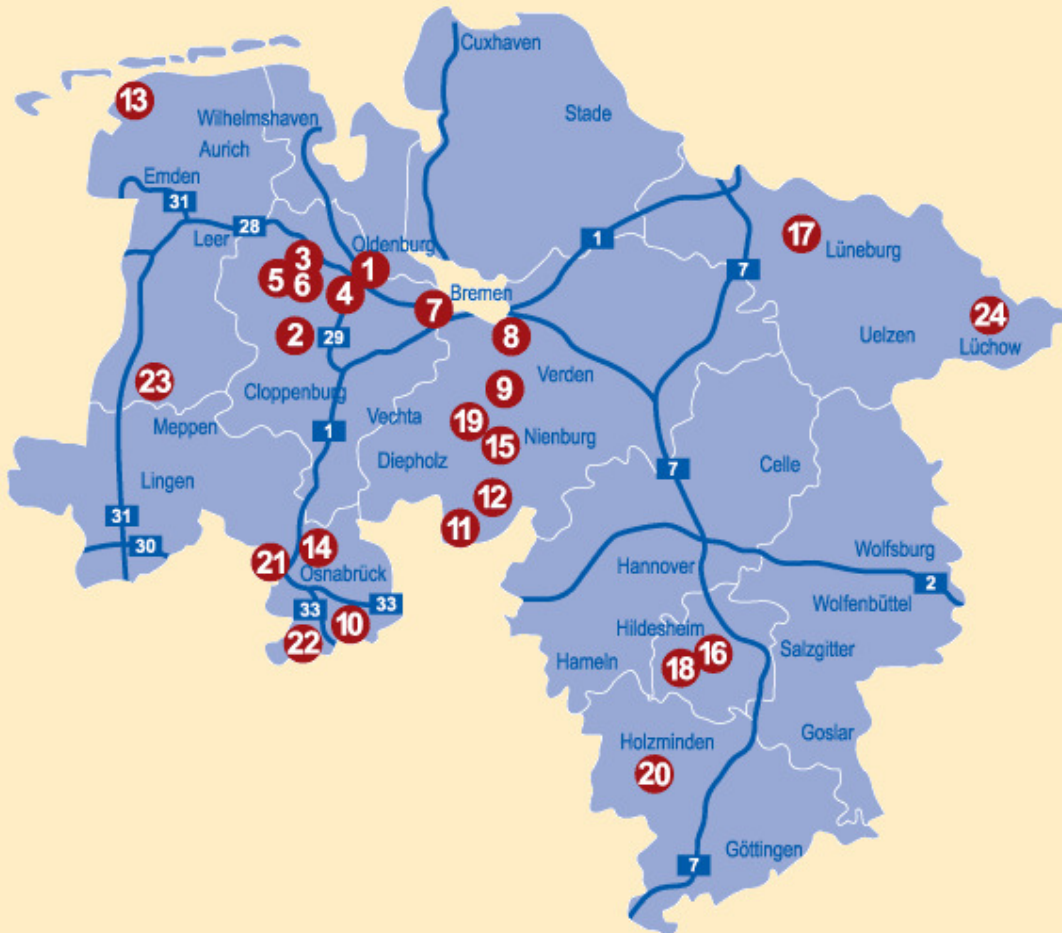 Cuxhaven
13
Stade
Wilhelmshaven
Aurich
Emden
31
28
Leer
17
Oldenburg
1
Lüneburg
3
1
5
6
4
7
Bremen
7
24
2
29
8
Uelzen
Lüchow
23
Verden
9
Cloppenburg
Meppen
Vechta
19
1
Nienburg
15
Diepholz
7
Celle
Lingen
12
31
11
30
14
21
Osnabrück
Wolfsburg
Hannover
2
33
33
Wolfenbüttel
10
22
Hildesheim
16
Salzgitter
Hameln
18
Holzminden
Goslar
20
Göttingen
7